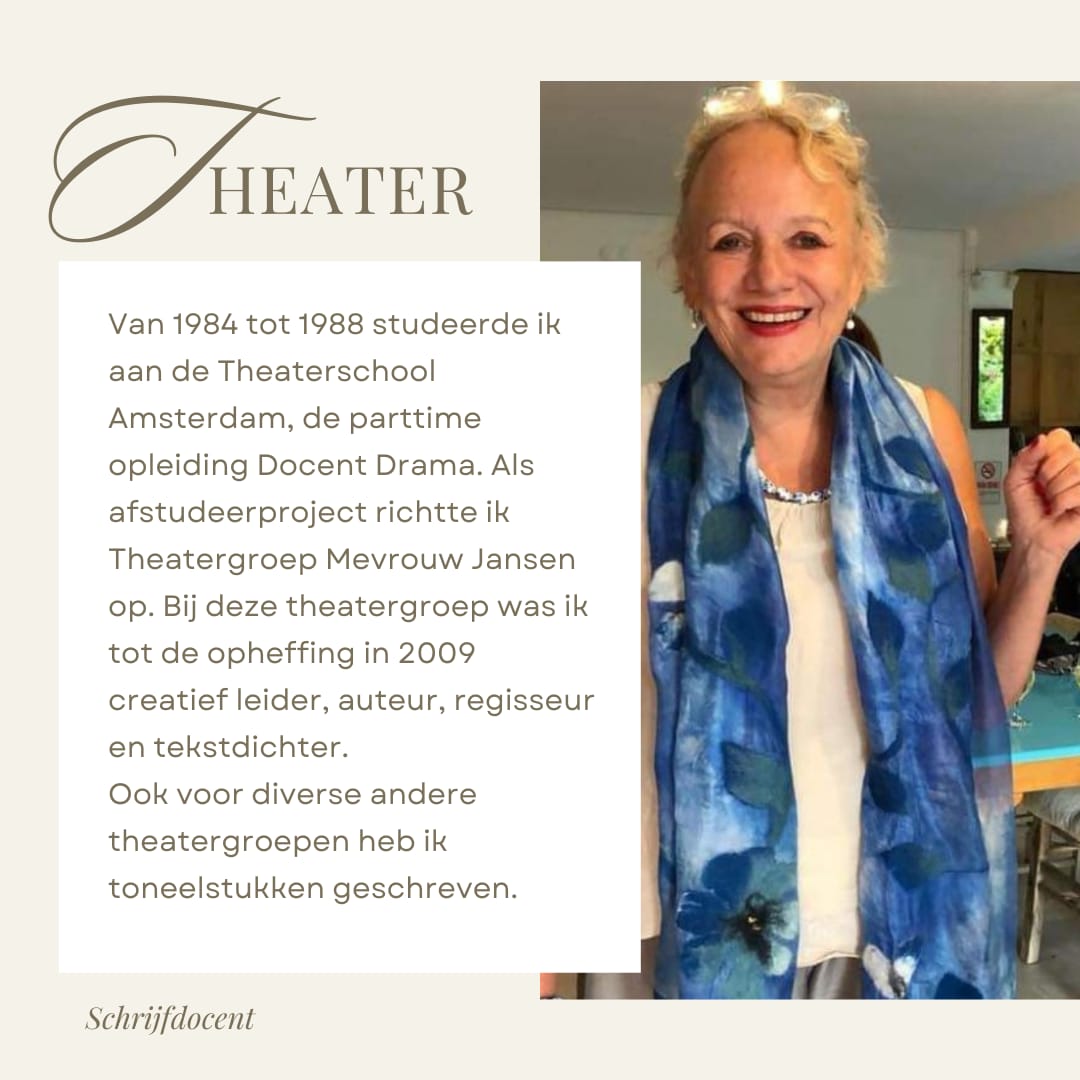 THEATER
Van 1984 tot 1988 studeerde ik
aan de Theaterschool
Amsterdam, de parttime
opleiding Docent Drama. Als
afstudeerproject richtte ik
Theatergroep Mevrouw Jansen
op. Bij deze theatergroep was ik
tot de opheffing in 2009
creatief leider, auteur, regisseur
en tekstdichter.
Ook voor diverse andere
theatergroepen heb ik
toneelstukken geschreven.
Schrijfdocent